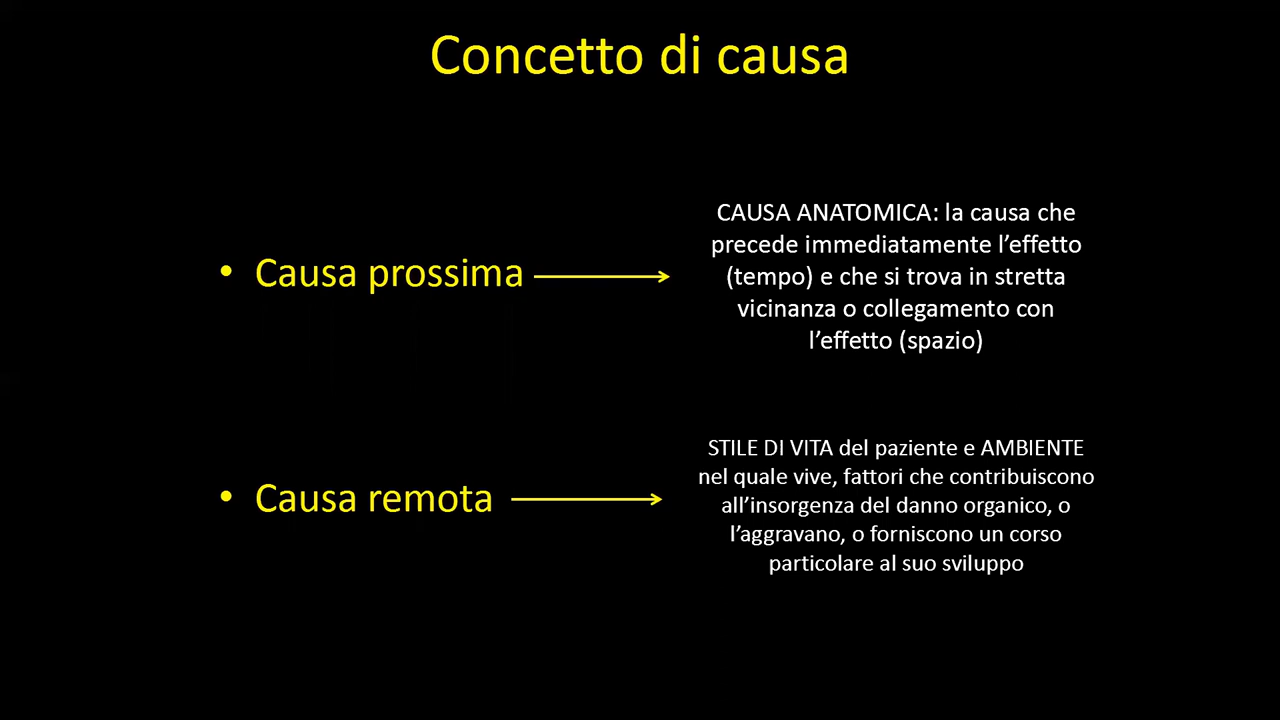 Concetto di causa
• Causa prossima
CAUSA ANATOMICA: la causa che
precede immediatamente l’effetto
(tempo) e che si trova in stretta
vicinanza o collegamento con
l’effetto (spazio)
• Causa remota
STILE DI VITA del paziente e AMBIENTE
nel quale vive, fattori che contribuiscono
all’insorgenza del danno organico, o
l’aggravano, o forniscono un corso
particolare al suo sviluppo